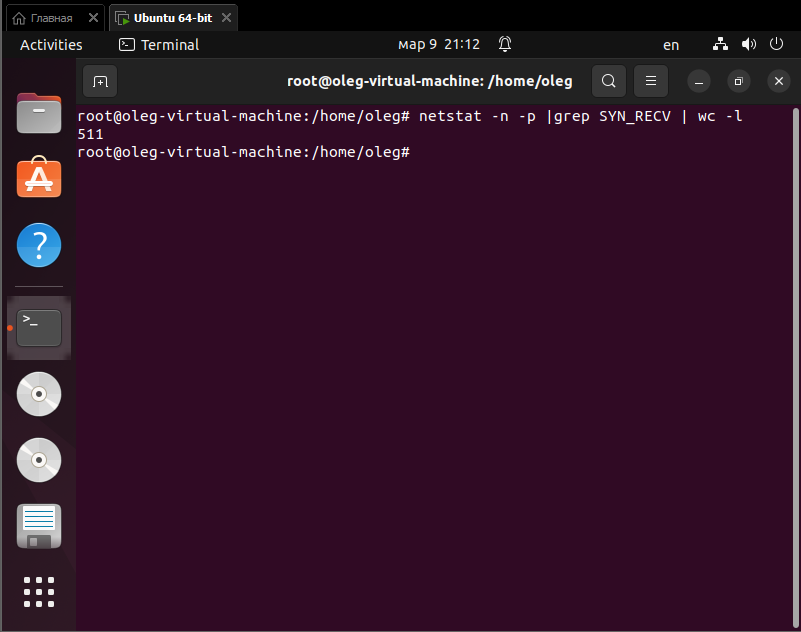 Главная
Ubuntu 64-bit
Activities
Terminal
мар 9 21:12
en
root@oleg-virtual-machine: /home/oleg
root@oleg-virtual-machine:/home/oleg# netstat -n -p |grep SYN_RECV | wc -l
511
root@oleg-virtual-machine:/home/oleg#